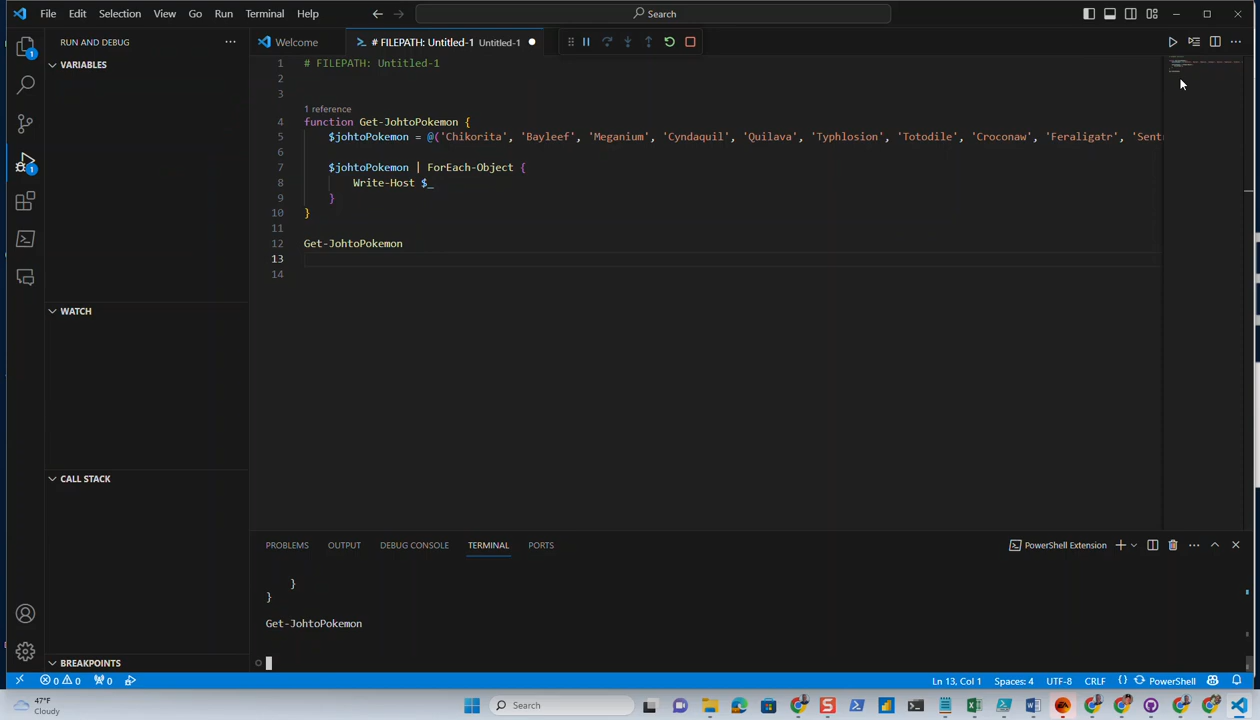 File Edit Selection View Go Run Terminal Help
Search
RUN AND DEBUG
VARIABLES
WATCH
CALL STACK
BREAKPOINTS
Welcome
# FILEPATH: Untitled-1 Untitled-1
1 # FILEPATH: Untitled-1
2
3
1 reference
4 function Get-JohtoPokemon {
5 $johtoPokemon = @('Chikorita', 'Bayleef', 'Meganium', 'Cyndaquil', 'Quilava', 'Typhlosion', 'Totodile', 'Croconaw', 'Feraligatr', 'Sentr
6
7 $johtoPokemon | ForEach-Object {
8 Write-Host $_
9 }
10 }
11
12 Get-JohtoPokemon
13
14
PROBLEMS OUTPUT DEBUG CONSOLE TERMINAL PORTS
PowerShell Extension
}
}
Get-JohtoPokemon
0 0 0
Ln 13, Col 1 Spaces: 4 UTF-8 CRLF {} PowerShell
47°F
Cloudy
Search